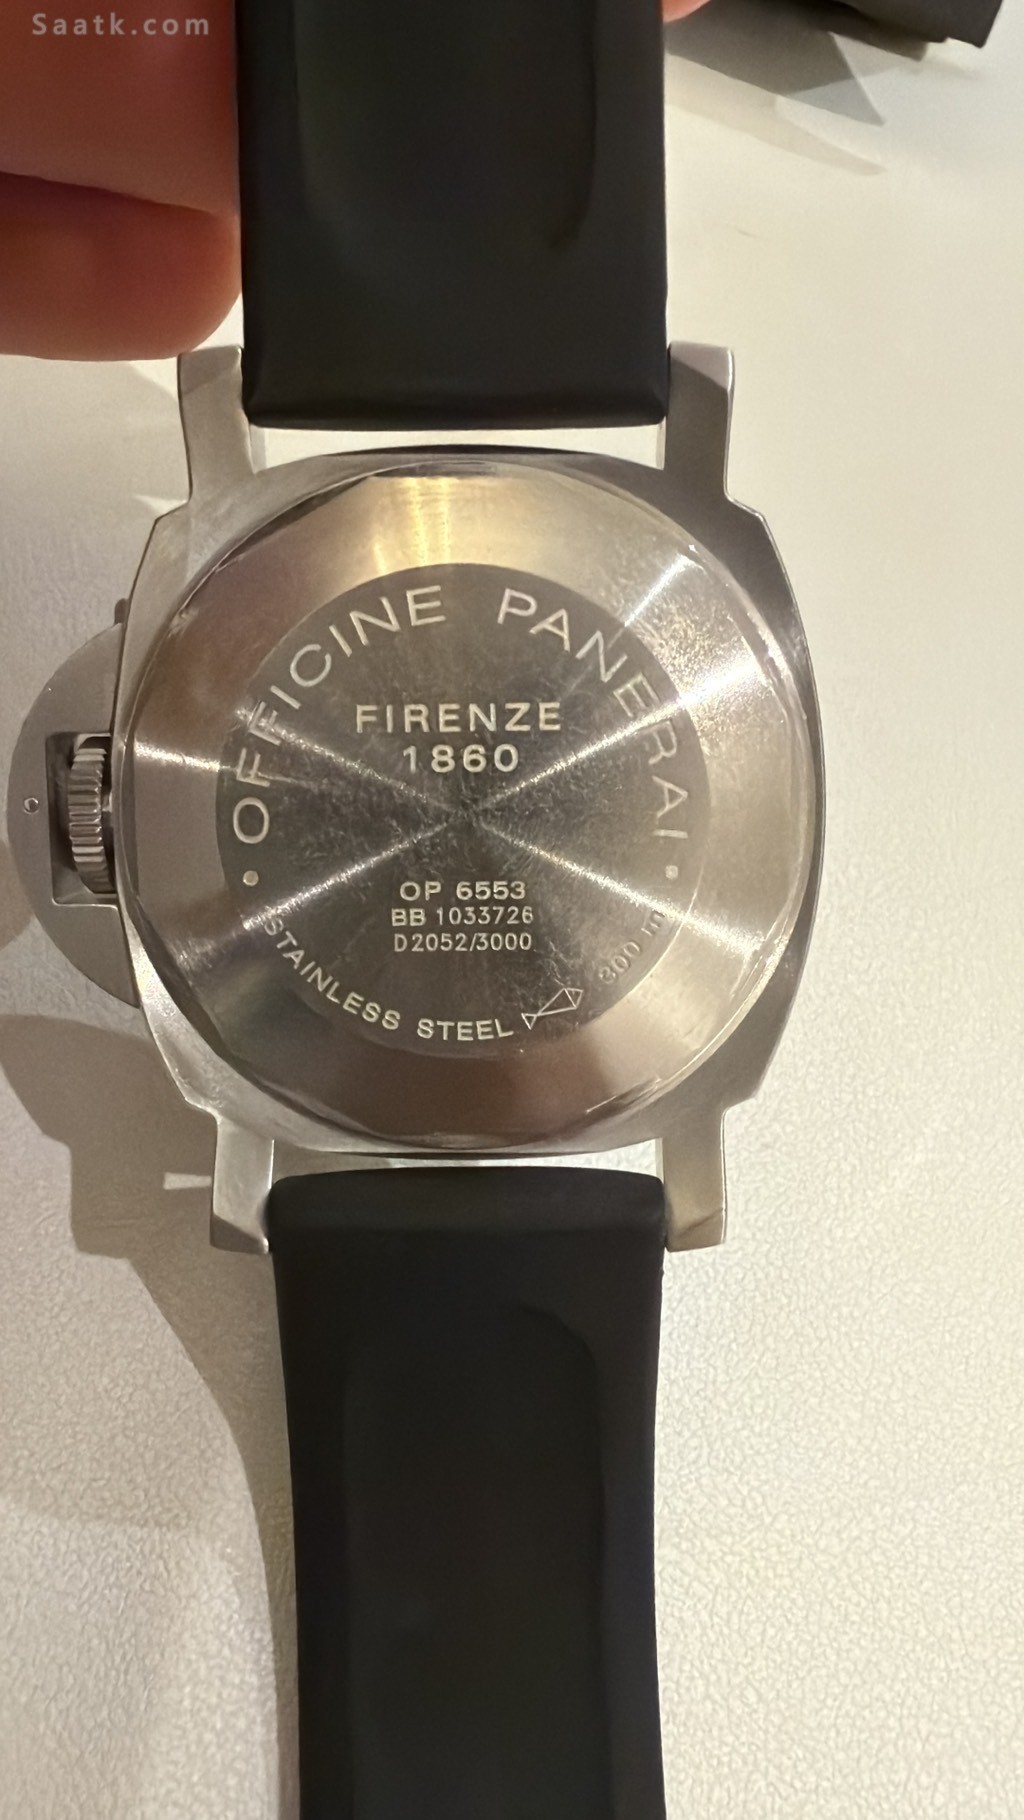 Saatk.com
OFFICINE PANERAI
FIRENZE
1860
OP 6553
BB 1033726
D2052/3000
STAINLESS STEEL 300 m